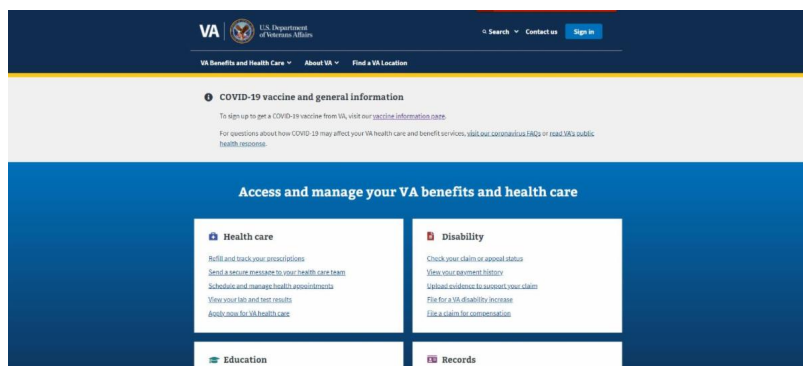 VA
U.S. Department
of Veterans Affairs
Search
Contact us
Sign in
VA Benefits and Health Care
About VA
Find a VA Location
COVID-19 vaccine and general information
To sign up to get a COVID-19 vaccine from VA, visit our vaccine information page.
For questions about how COVID-19 may affect your VA health care and benefit services, visit our coronavirus FAQs or read VA's public
health response.
Access and manage your VA benefits and health care
Health care
Refill and track your prescriptions
Send a secure message to your health care team
Schedule and manage health appointments
View your lab and test results
Apply now for VA health care
Disability
Check your claim or appeal status
View your payment history
Upload evidence to support your claim
File for a VA disability increase
File a claim for compensation
Education
Records